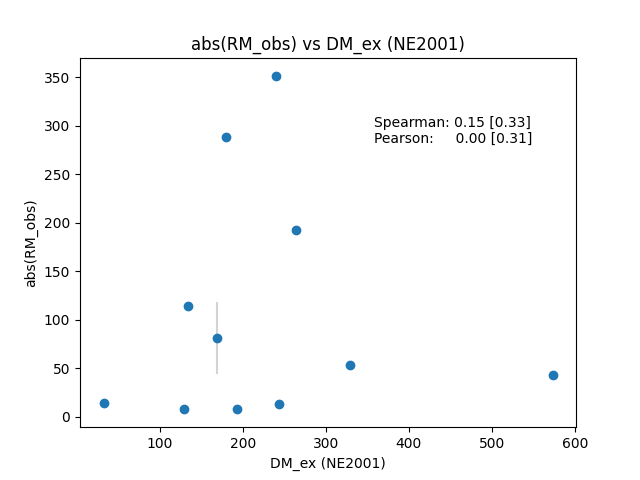 abs(RM_obs) vs DM_ex (NE2001)
350
300
250
200
150
100
50
0
abs(RM_obs)
Spearman: 0.15 [0.33]
Pearson: 0.00 [0.31]
100 200 300 400 500 600
DM_ex (NE2001)